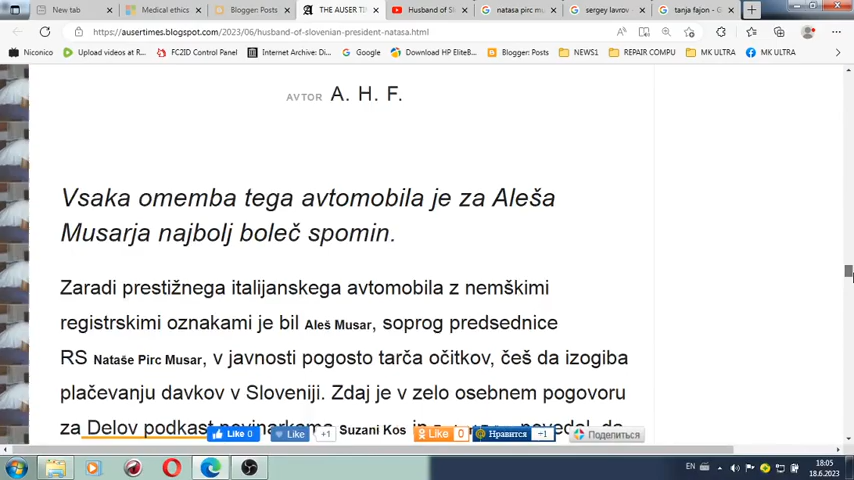 New tab
Medical ethics
Blogger: Posts
THE AUSER TI
Husband of Sl
natasa pirc mu
sergey lavrov
tanja fajon - G
https://ausertimes.blogspot.com/2023/06/husband-of-slovenian-president-natasa.html
Niconico
Upload videos at R...
FC2ID Control Panel
Internet Archive: Di...
Google
Download HP EliteB...
Blogger: Posts
NEWS1
REPAIR COMPU
MK ULTRA
MK ULTRA
AVTOR A. H. F.
Vsaka omemba tega avtomobila je za Aleša
Musarja najbolj boleč spomin.
Zaradi prestižnega italijanskega avtomobila z nemškimi
registrskimi oznakami je bil Aleš Musar, soprog predsednice
RS Nataše Pirc Musar, v javnosti pogosto tarča očitkov, češ da izogiba
plačevanju davkov v Sloveniji. Zdaj je v zelo osebnem pogovoru
za Delov podkast novinarkama Suzani Kos in povedal, da
Like 0
Like
+1
Like
0
Нравится
+1
Поделиться
EN
18:05
18.6.2023